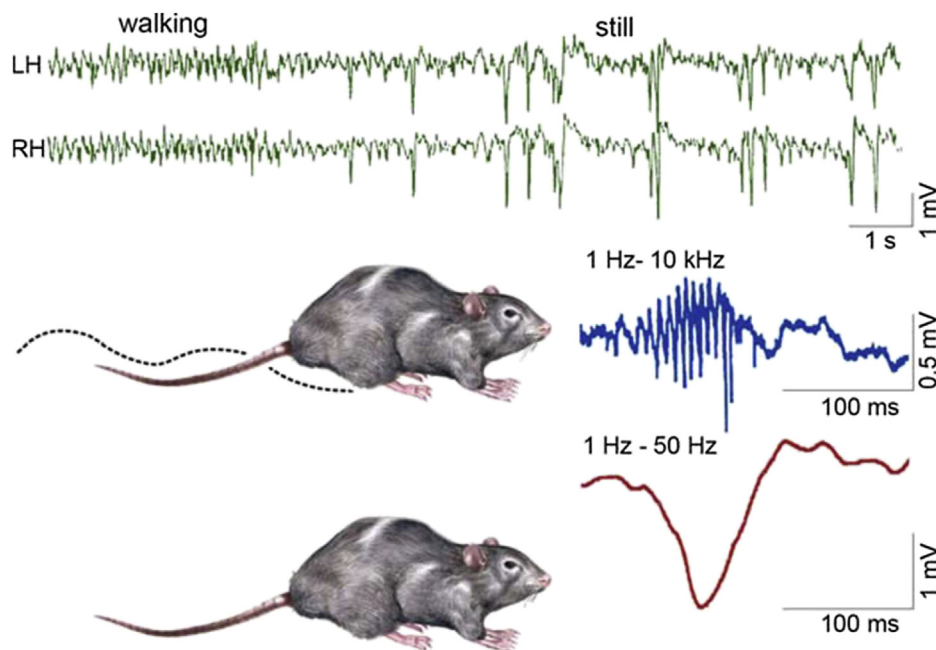 walking still
LH
RH
1 mV
1 s
1 Hz- 10 kHz
0.5 mV
100 ms
1 Hz - 50 Hz
1 mV
100 ms